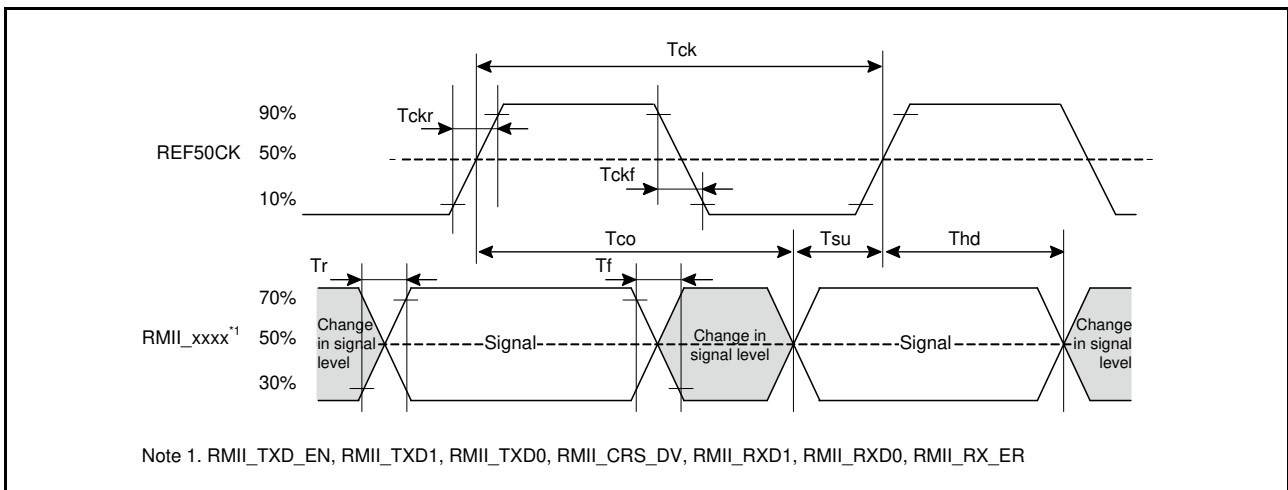 Tck
90%
Tckr
REF50CK
50%
Tckf
10%
Tco
Tsu
Thd
Tr
Tf
70%
RMII_xxxx*1
50%
30%
Change
in signal
level
Signal
Change in
signal level
Signal
Change
in signal
level
Note 1. RMII_TXD_EN, RMII_TXD1, RMII_TXD0, RMII_CRS_DV, RMII_RXD1, RMII_RXD0, RMII_RX_ER